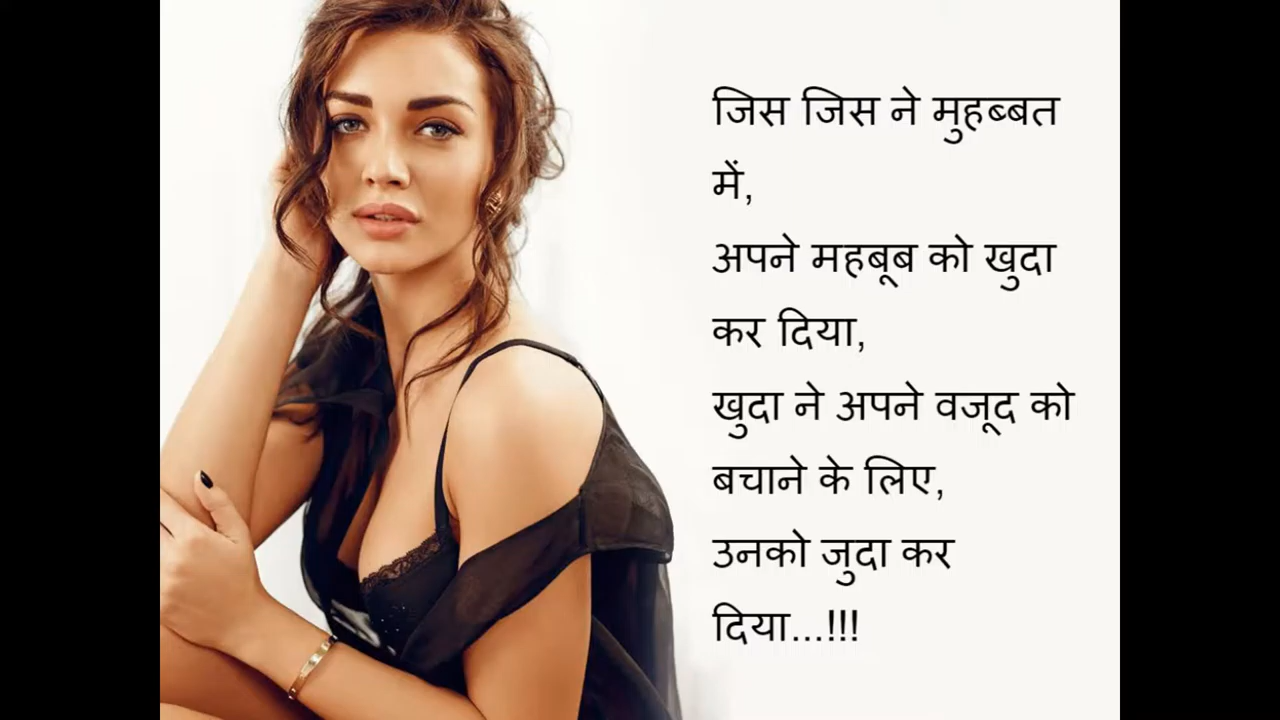 जिस जिस ने मुहब्बत
में,
अपने महबूब को खुदा
कर दिया,
खुदा ने अपने वजूद को
बचाने के लिए,
उनको जुदा कर
दिया...!!!